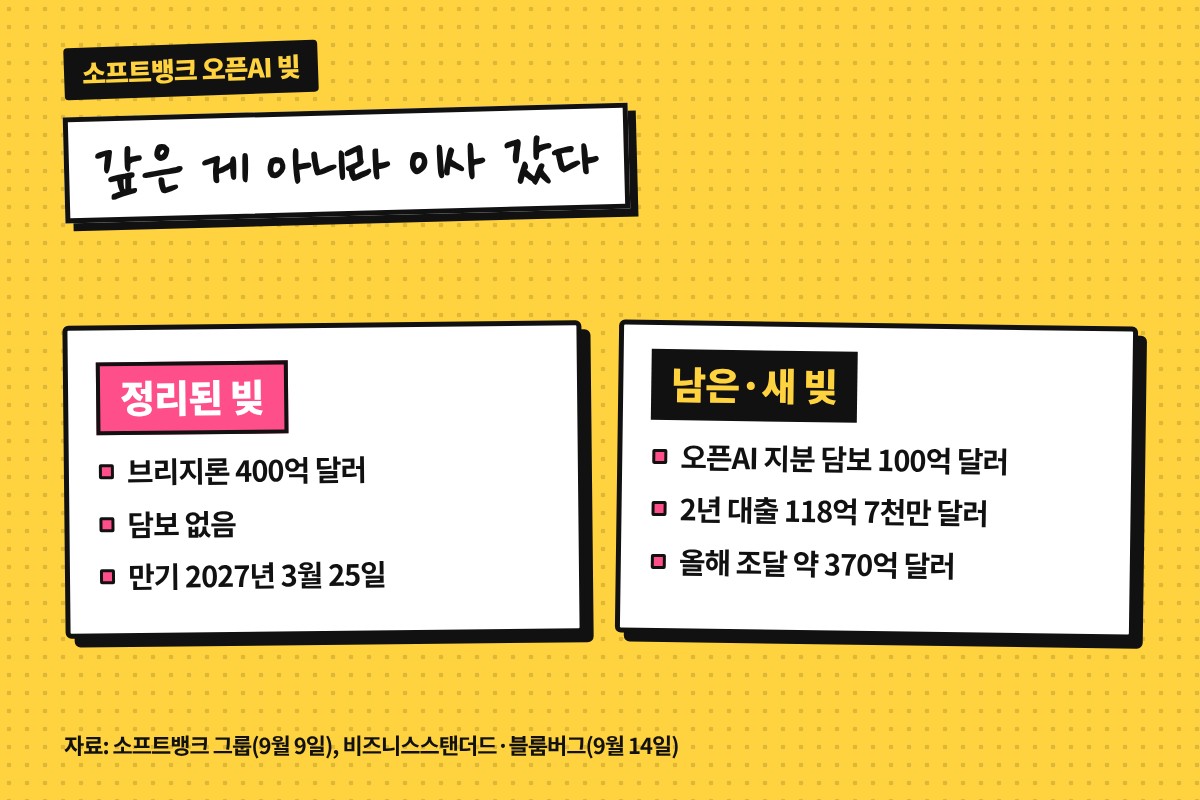 소프트뱅크 오픈AI 빚
갚은 게 아니라 이사 갔다
정리된 빚
브리지론 400억 달러
담보 없음
만기 2027년 3월 25일
남은·새 빚
오픈AI 지분 담보 100억 달러
2년 대출 118억 7천만 달러
올해 조달 약 370억 달러
자료: 소프트뱅크 그룹(9월 9일), 비즈니스스탠더드·블룸버그(9월 14일)